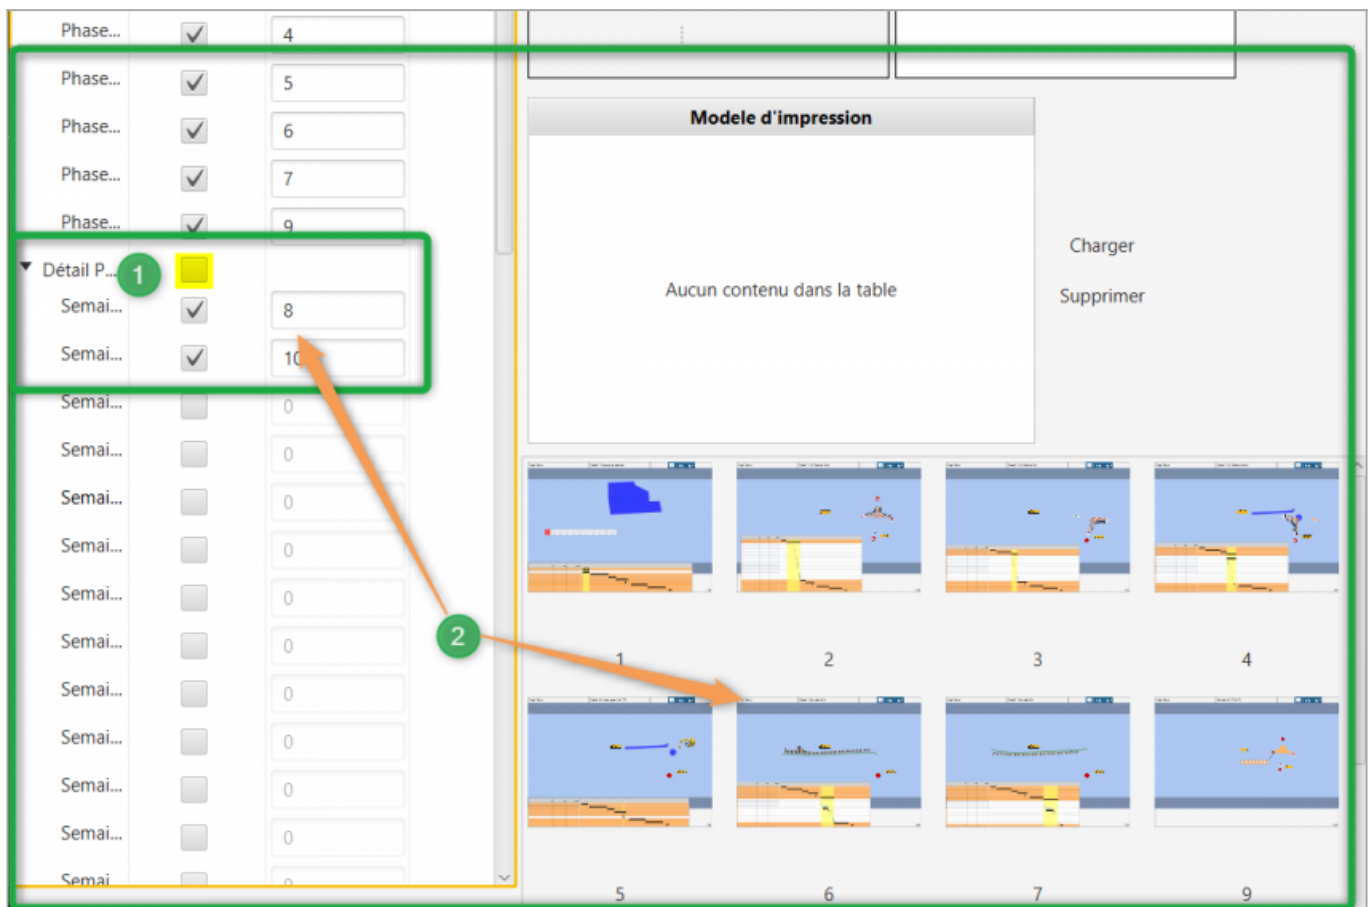 Phase... 4
Phase... 5
Phase... 6
Phase... 7
Phase... 9
Détail P... 1
Semai... 8
Semai... 10
Semai... 0
Semai... 0
Semai... 0
Semai... 0
Semai... 0
Semai... 0
Semai... 0
Semai... 0
Semai... 0
Semai... 0
Semai
2
Modele d'impression
Aucun contenu dans la table
Charger
Supprimer
1 2 3 4
5 6 7 9